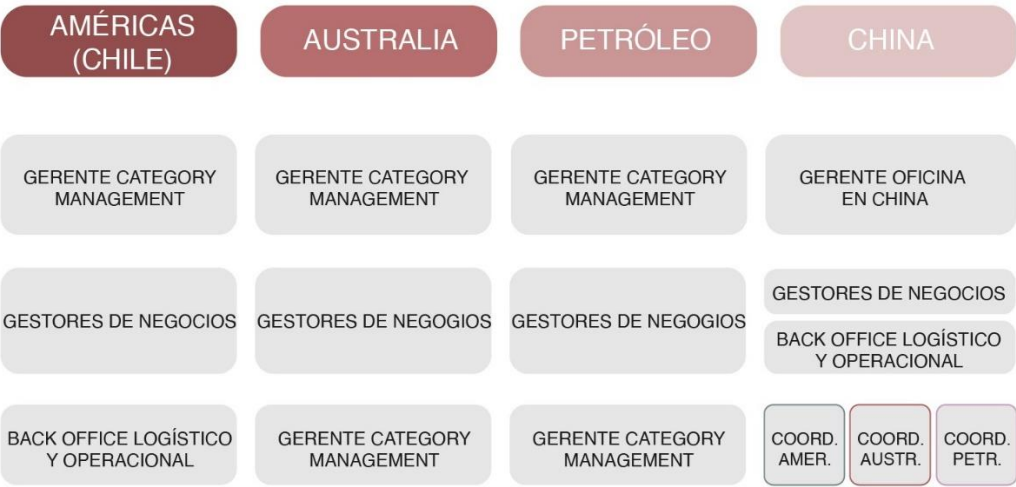 AMÉRICAS
(CHILE)
AUSTRALIA
PETRÓLEO
CHINA
GERENTE CATEGORY
MANAGEMENT
GERENTE CATEGORY
MANAGEMENT
GERENTE CATEGORY
MANAGEMENT
GERENTE OFICINA
EN CHINA
GESTORES DE NEGOCIOS
GESTORES DE NEGOGIOS
GESTORES DE NEGOGIOS
GESTORES DE NEGOCIOS
BACK OFFICE LOGÍSTICO
Y OPERACIONAL
BACK OFFICE LOGÍSTICO
Y OPERACIONAL
GERENTE CATEGORY
MANAGEMENT
GERENTE CATEGORY
MANAGEMENT
COORD.
AMER.
COORD.
AUSTR.
COORD.
PETR.